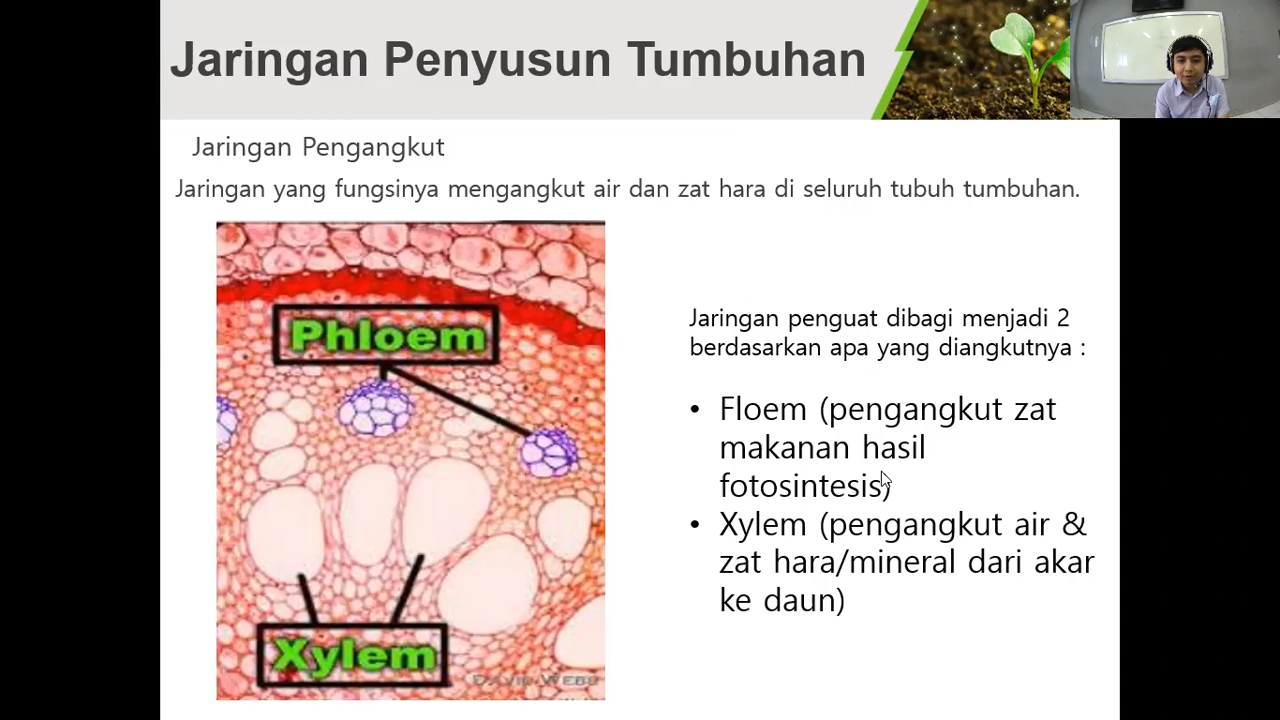 Jaringan Penyusun Tumbuhan
Jaringan Pengangkut
Jaringan yang fungsinya mengangkut air dan zat hara di seluruh tubuh tumbuhan.
Phloem
Xylem
DAVID WEBB
Jaringan penguat dibagi menjadi 2
berdasarkan apa yang diangkutnya :
• Floem (pengangkut zat
makanan hasil
fotosintesis)
• Xylem (pengangkut air &
zat hara/mineral dari akar
ke daun)